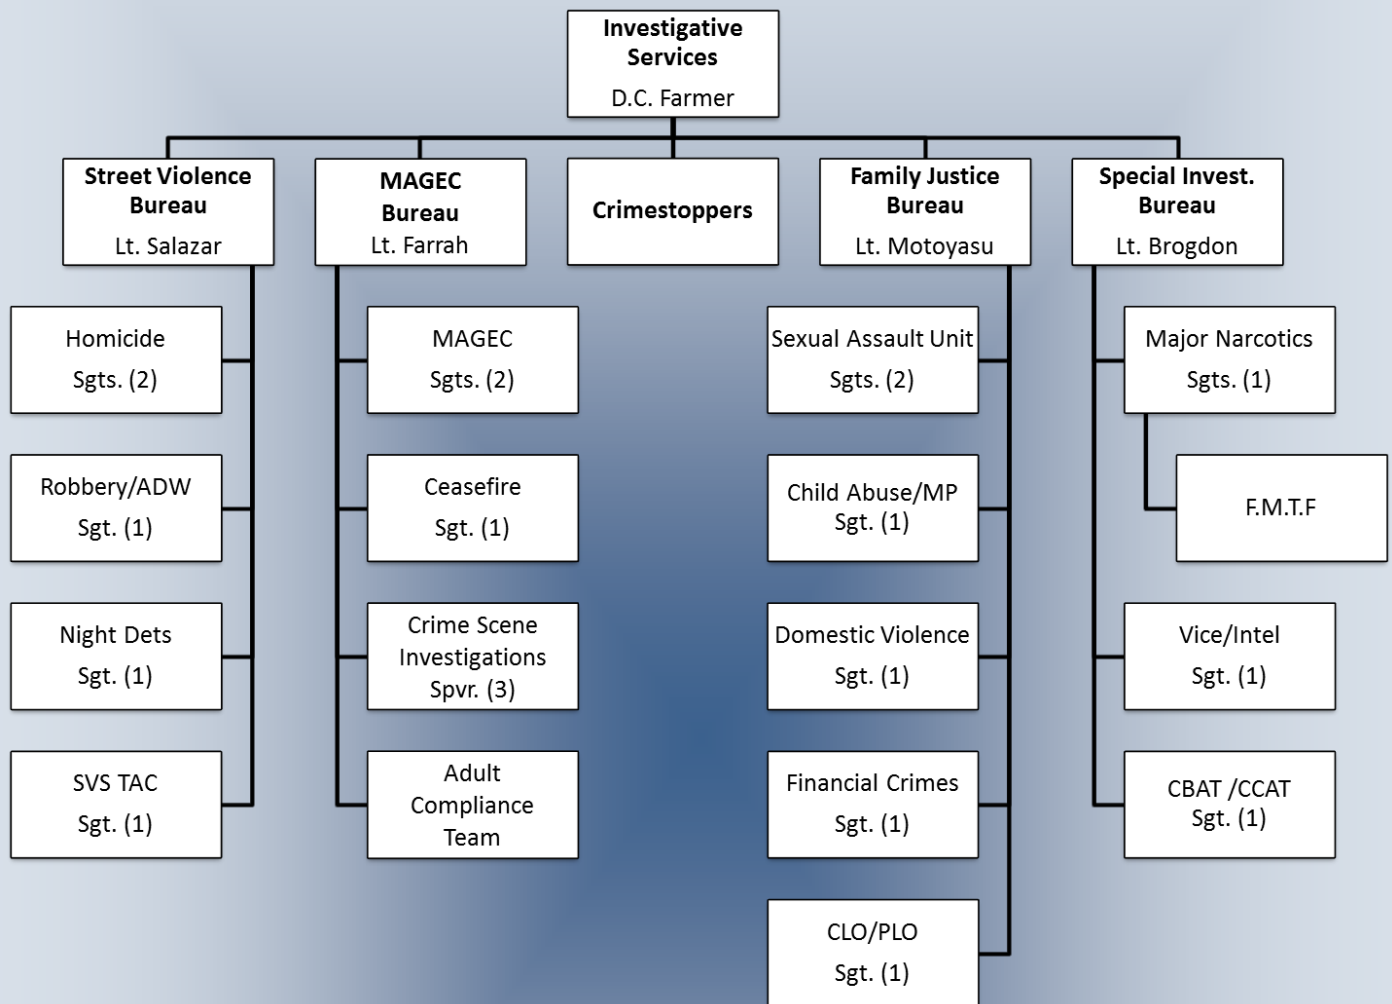 Investigative
Services
D.C. Farmer
Street Violence
Bureau
Lt. Salazar
MAGEC
Bureau
Lt. Farrah
Crimestoppers
Family Justice
Bureau
Lt. Motoyasu
Special Invest.
Bureau
Lt. Brogdon
Homicide
Sgts. (2)
Robbery/ADW
Sgt. (1)
Night Dets
Sgt. (1)
SVS TAC
Sgt. (1)
MAGEC
Sgts. (2)
Ceasefire
Sgt. (1)
Crime Scene
Investigations
Spvr. (3)
Adult
Compliance
Team
Sexual Assault Unit
Sgts. (2)
Child Abuse/MP
Sgt. (1)
Domestic Violence
Sgt. (1)
Financial Crimes
Sgt. (1)
CLO/PLO
Sgt. (1)
Major Narcotics
Sgts. (1)
F.M.T.F
Vice/Intel
Sgt. (1)
CBAT /CCAT
Sgt. (1)